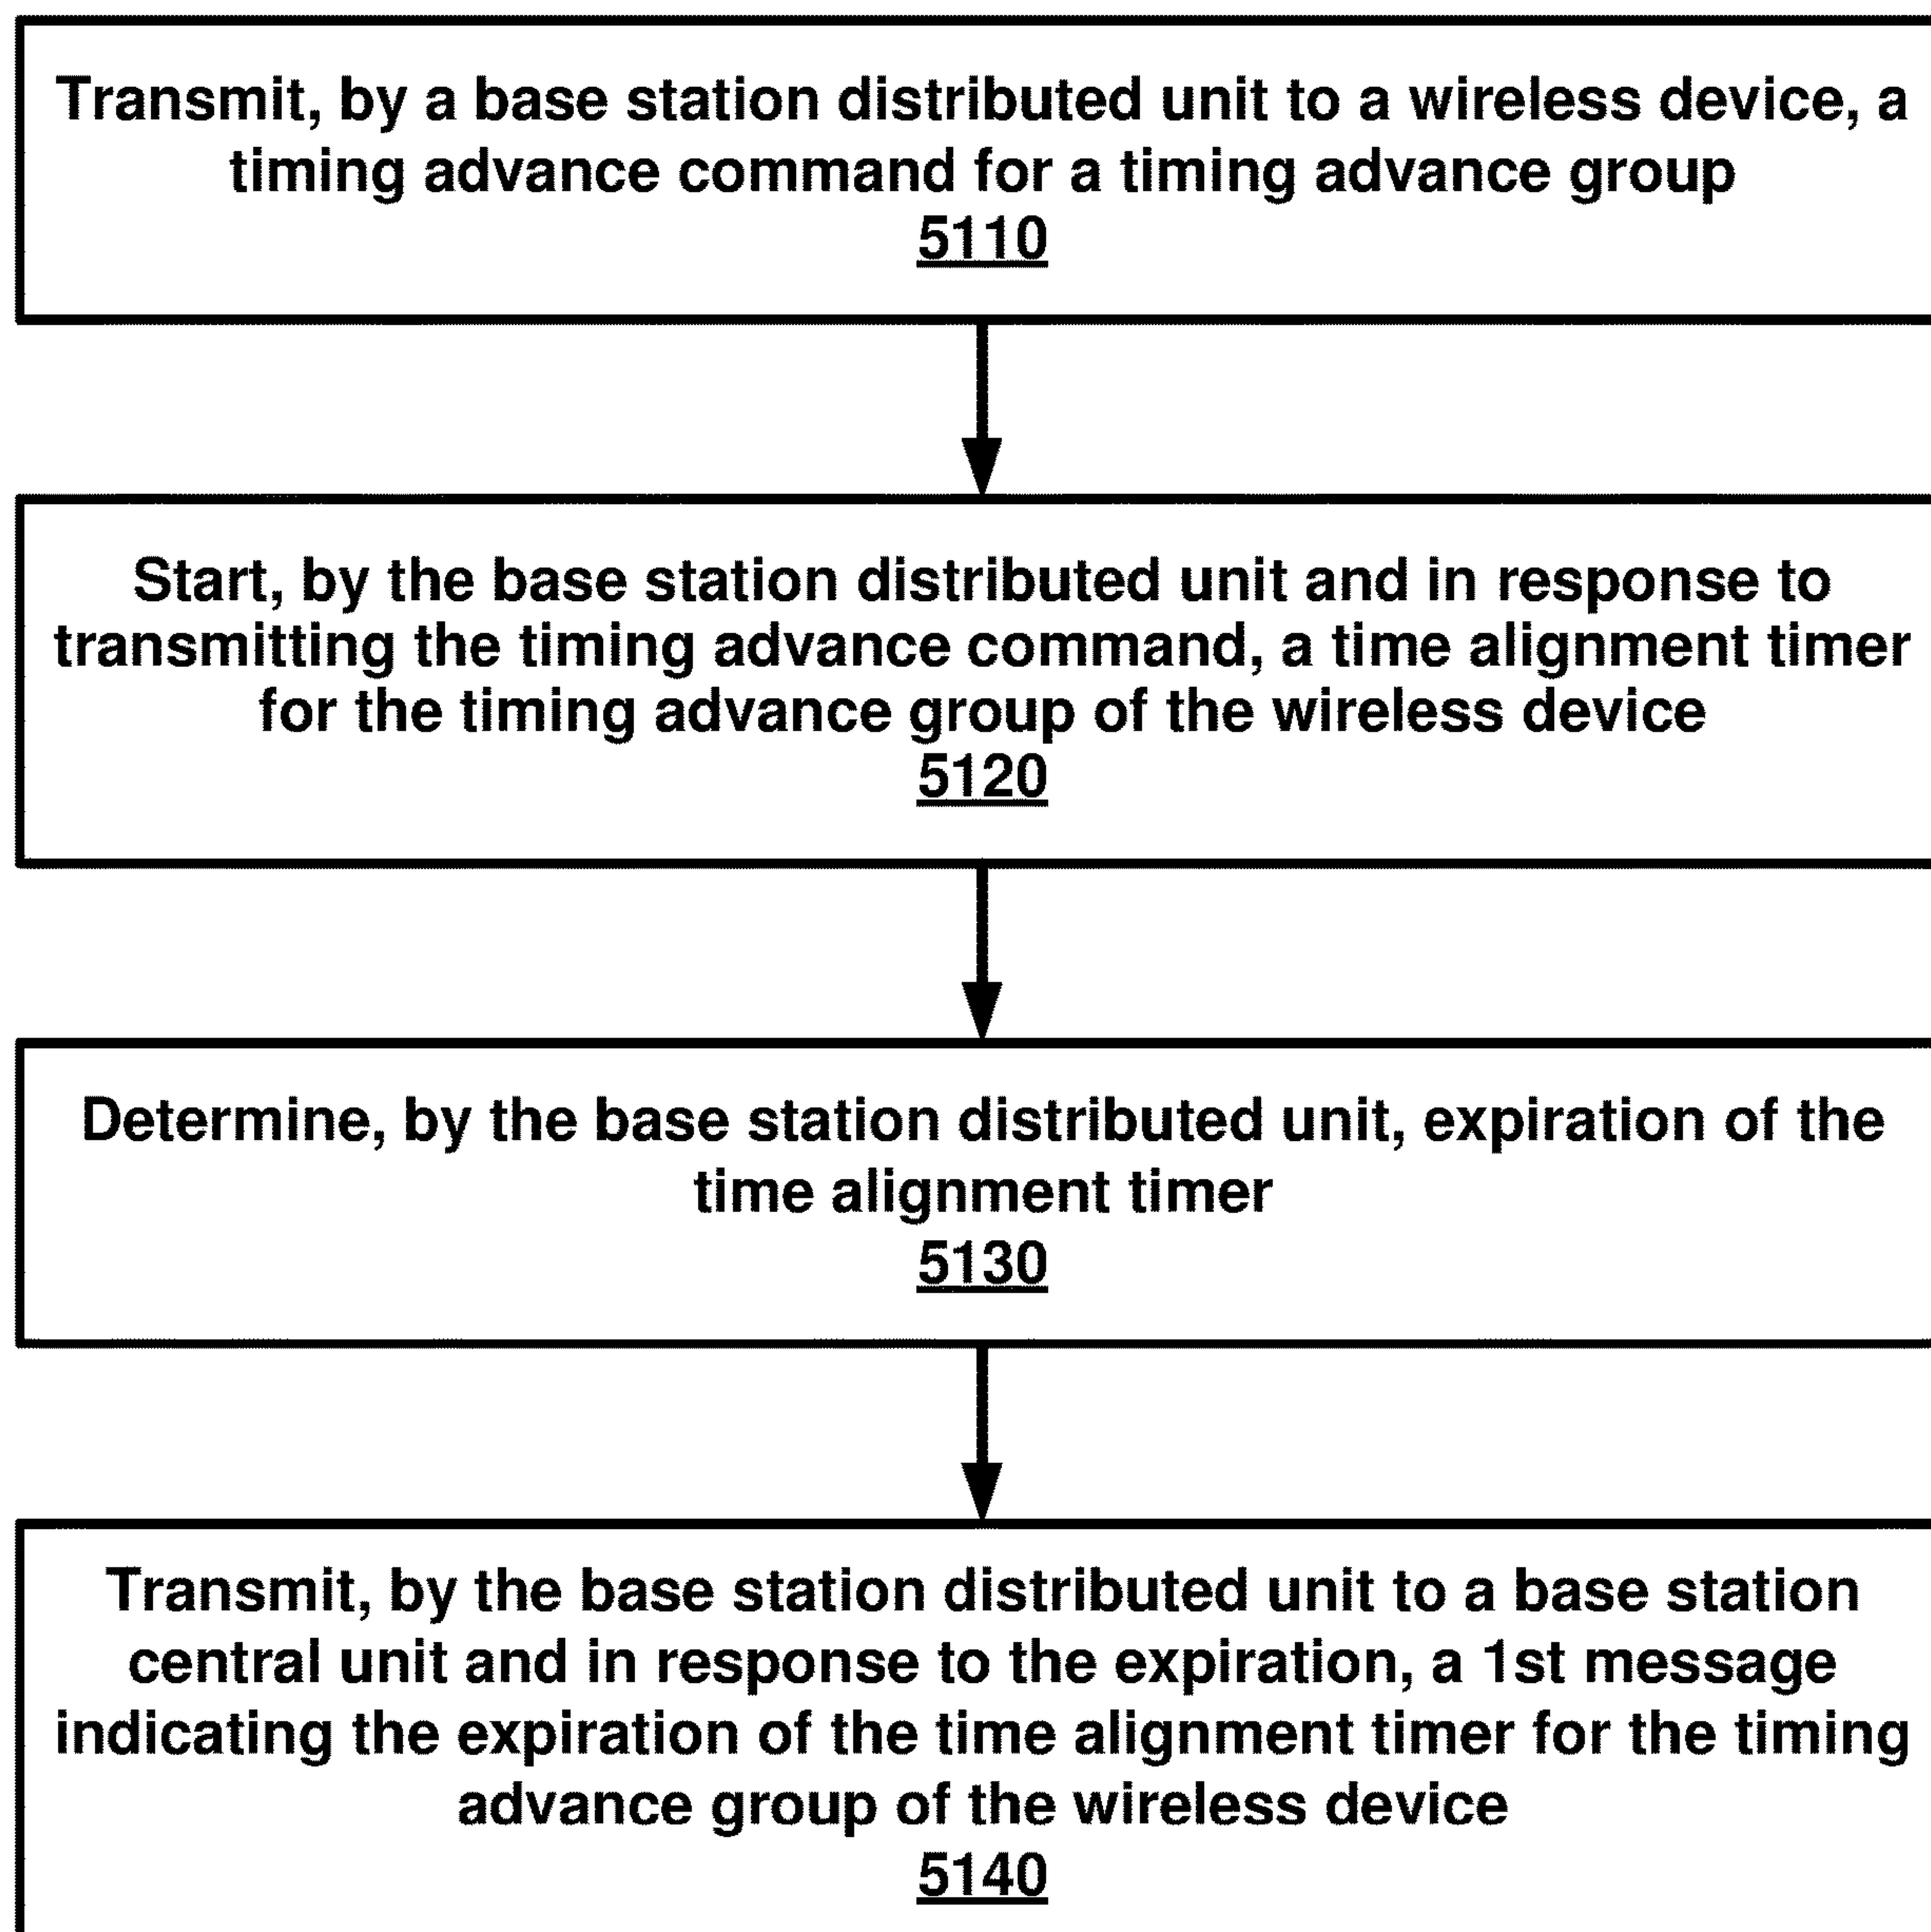 Transmit, by a base station distributed unit to a wireless device, a
timing advance command for a timing advance group
5110
Start, by the base station distributed unit and in response to
transmitting the timing advance command, a time alignment timer
for the timing advance group of the wireless device
5120
Determine, by the base station distributed unit, expiration of the
time alignment timer
5130
Transmit, by the base station distributed unit to a base station
central unit and in response to the expiration, a 1st message
indicating the expiration of the time alignment timer for the timing
advance group of the wireless device
5140